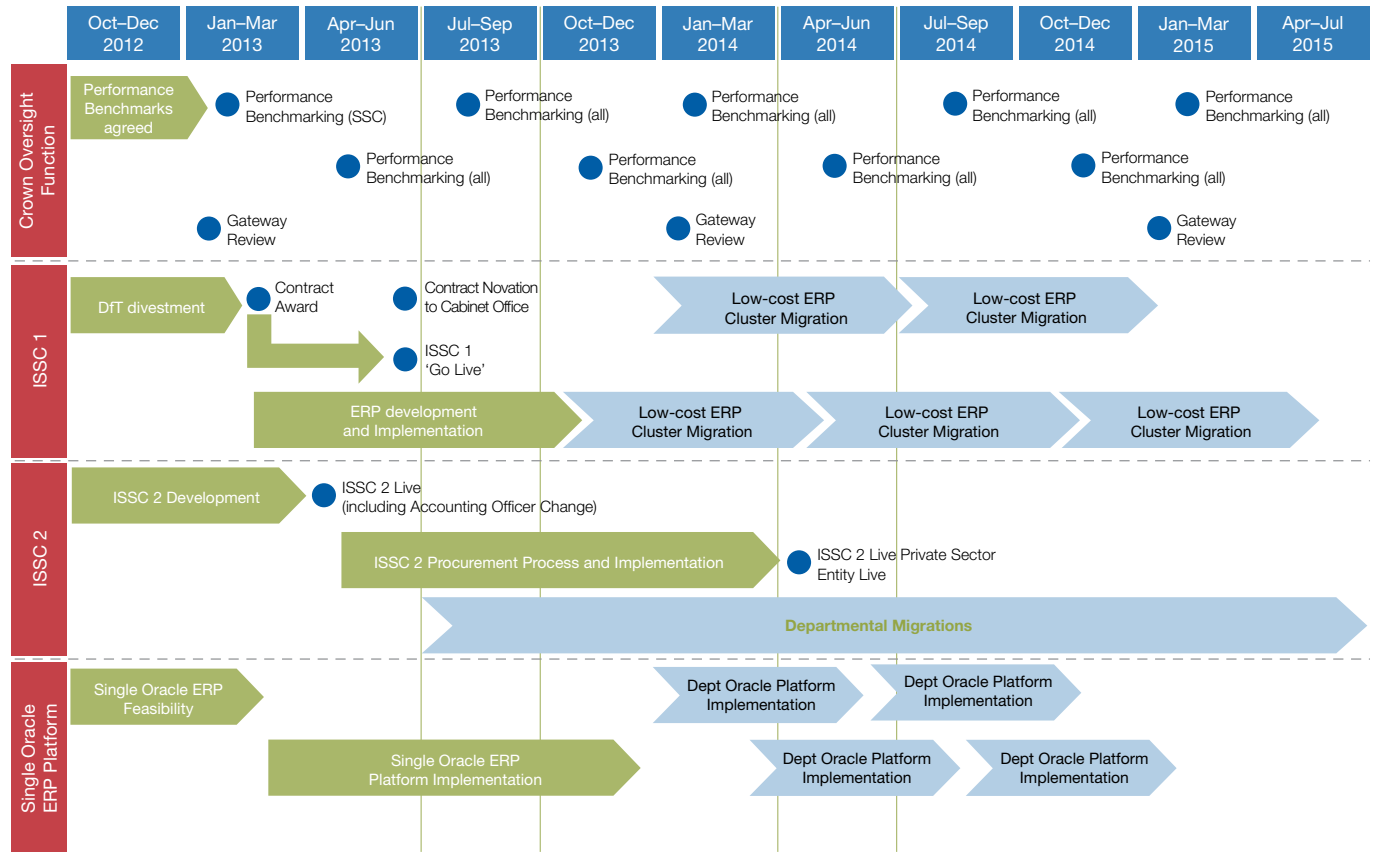 Oct–Dec
2012
Jan–Mar
2013
Apr–Jun
2013
Jul–Sep
2013
Oct–Dec
2013
Jan–Mar
2014
Apr–Jun
2014
Jul–Sep
2014
Oct–Dec
2014
Jan–Mar
2015
Apr–Jul
2015
Crown Oversight
Function
Performance
Benchmarks
agreed
Performance
Benchmarking (SSC)
Performance
Benchmarking (all)
Performance
Benchmarking (all)
Performance
Benchmarking (all)
Performance
Benchmarking (all)
Performance
Benchmarking (all)
Performance
Benchmarking (all)
Performance
Benchmarking (all)
Performance
Benchmarking (all)
Gateway
Review
Gateway
Review
Gateway
Review
ISSC 1
DfT divestment
Contract
Award
Contract Novation
to Cabinet Office
Low-cost ERP
Cluster Migration
Low-cost ERP
Cluster Migration
ISSC 1
‘Go Live’
ERP development
and Implementation
Low-cost ERP
Cluster Migration
Low-cost ERP
Cluster Migration
Low-cost ERP
Cluster Migration
ISSC 2
ISSC 2 Development
ISSC 2 Live
(including Accounting Officer Change)
ISSC 2 Procurement Process and Implementation
ISSC 2 Live Private Sector
Entity Live
Departmental Migrations
Single Oracle
ERP Platform
Single Oracle ERP
Feasibility
Dept Oracle Platform
Implementation
Dept Oracle Platform
Implementation
Single Oracle ERP
Platform Implementation
Dept Oracle Platform
Implementation
Dept Oracle Platform
Implementation